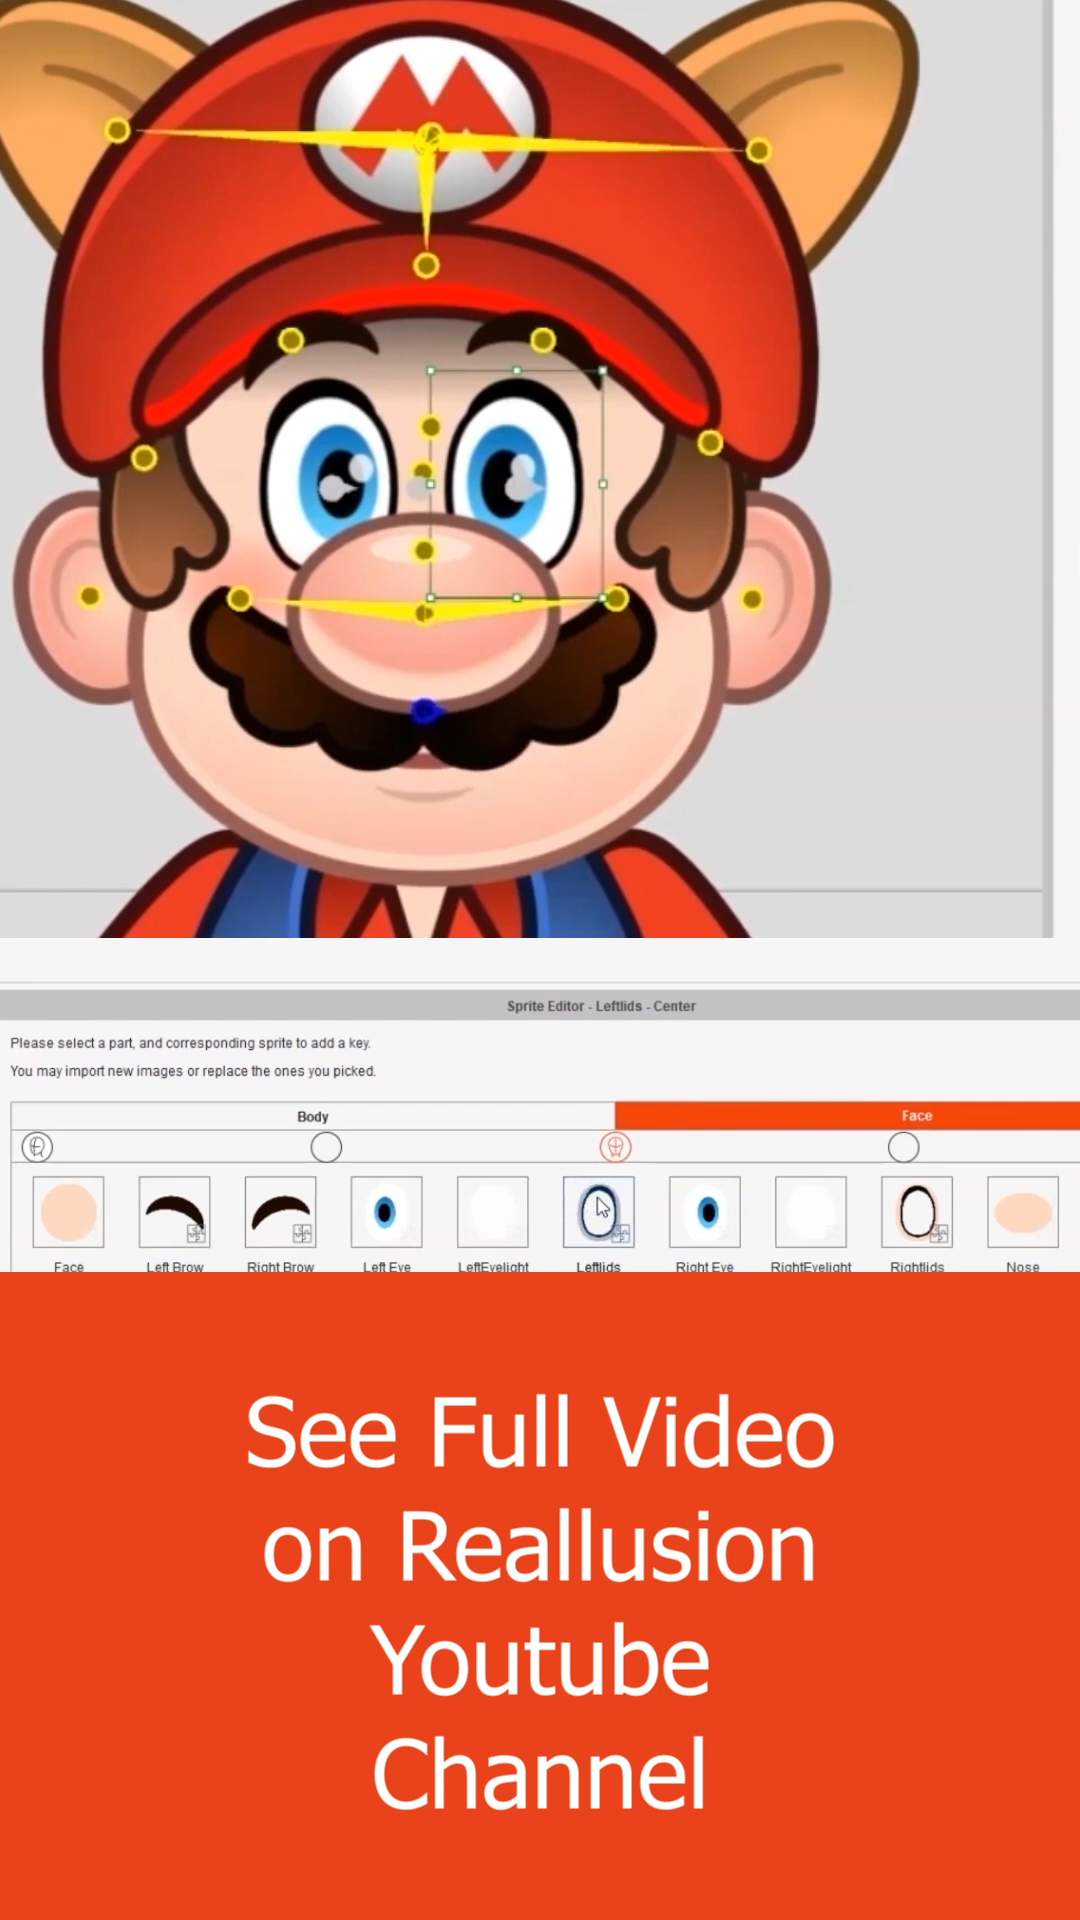 M
Sprite Editor - Leftlids - Center
Please select a part, and corresponding sprite to add a key.
You may import new images or replace the ones you picked.
Body Face
Face Left Brow Right Brow Left Eye LeftEyelight Leftlids Right Eye RightEyelight Rightlids Nose
See Full Video
on Reallusion
Youtube
Channel